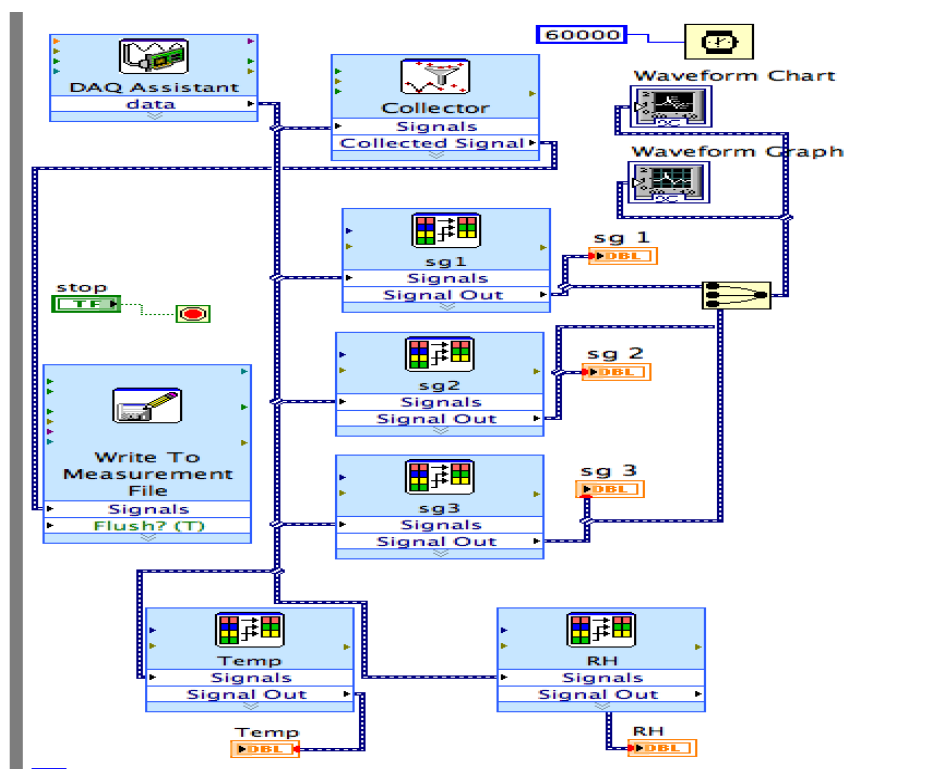 60000
DAQ Assistant
data
Collector
Signals
Collected Signal
Waveform Chart
Waveform Graph
sg1
Signals
Signal Out
sg 1
DBL
stop
TF
sg2
Signals
Signal Out
sg 2
DBL
Write To
Measurement
File
Signals
Flush? (T)
sg3
Signals
Signal Out
sg 3
DBL
Temp
Signals
Signal Out
Temp
DBL
RH
Signals
Signal Out
RH
DBL